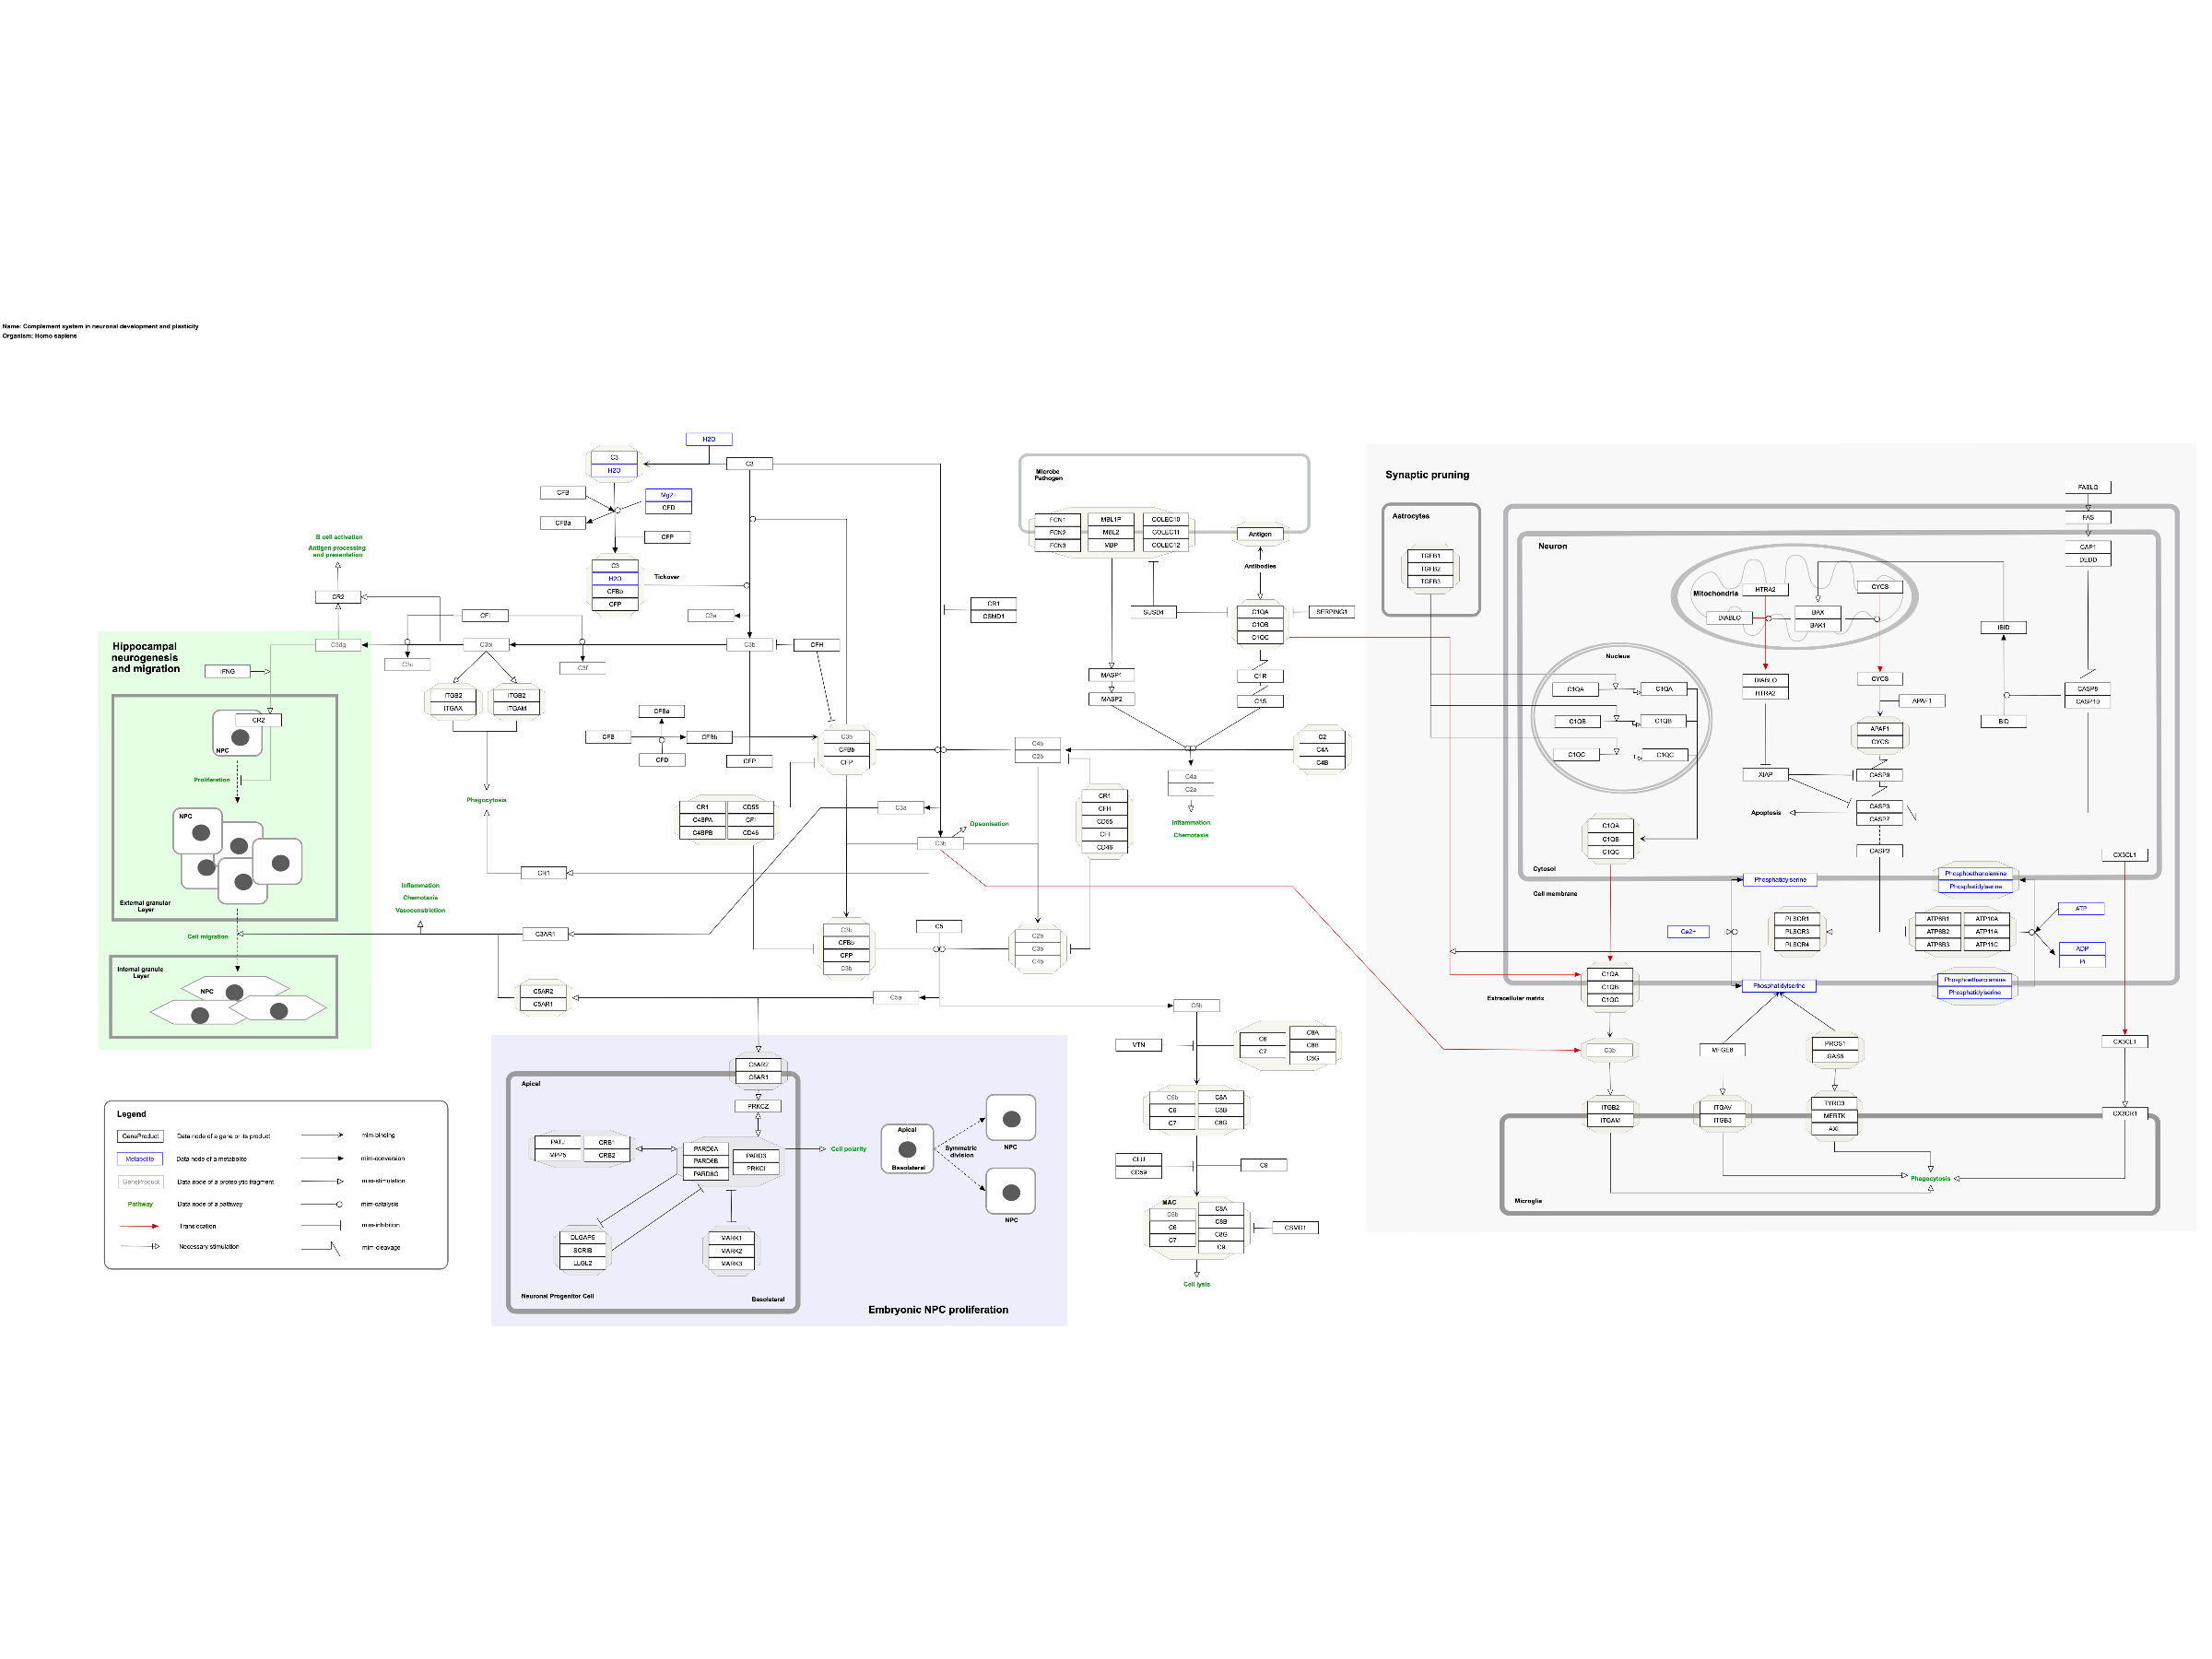 Name: Complement system in neuronal development and plasticity
Organism: Homo sapiens
H2O
C3
H2O
C3
CFB
Mg2+
CFD
CFBa
CFP
C3
H2O
CFBb
CFP
Tickover
B cell activation
Antigen processing
and presentation
CR2
CFI
C3a
CR1
CSMD1
C3dg
C3bi
C3b
CFH
C3f
Hippocampal
neurogenesis
and migration
IFNG
CR2
NPC
Proliferation
NPC
External granular
Layer
Cell migration
Internal granule
Layer
NPC
ITGB2
ITGAX
ITGB2
ITGAM
Phagocytosis
CFB
CFD
CFBb
CFP
C3b
CFBb
CFP
C4b
C2b
CR1
C4BPA
C4BPB
CD55
CFI
CD46
C3a
C3b
Opsonisation
CR1
CFH
CD55
CFI
CD46
CR1
Inflammation
Chemotaxis
Vasoconstriction
C3AR1
C5AR2
C5AR1
C3b
CFBb
CFP
C3b
C5
C2b
C3b
C4b
C5a
C5b
Microbe
Pathogen
FCN1
FCN2
FCN3
MBL1P
MBL2
MBP
COLEC10
COLEC11
COLEC12
Antigen
Antibodies
SUSD4
C1QA
C1QB
C1QC
SERPING1
MASP1
MASP2
C1R
C1S
C2
C4A
C4B
C4a
C2a
Inflammation
Chemotaxis
VTN
C6
C7
C8A
C8B
C8G
C5b
C6
C7
C8A
C8B
C8G
CLU
CD59
C9
MAC
C5b
C6
C7
C8A
C8B
C8G
C9
CSMD1
Cell lysis
C5AR2
C5AR1
Apical
PRKCZ
PATJ
MPP5
CRB1
CRB2
PARD6A
PARD6B
PARD6G
PARD3
PRKCI
Cell polarity
DLGAP5
SCRIB
LLGL2
MARK1
MARK2
MARK3
Neuronal Progenitor Cell
Basolateral
Apical
Basolateral
Symmetric
division
NPC
NPC
Embryonic NPC proliferation
Synaptic pruning
Astrocytes
TGFB1
TGFB2
TGFB3
Neuron
FASLG
FAS
CAP1
DEDD
Mitochondria
HTRA2
CYCS
DIABLO
BAX
BAK1
IBID
Nucleus
C1QA
C1QA
C1QB
C1QB
C1QC
C1QC
DIABLO
HTRA2
CYCS
APAF1
APAF1
CYCS
CASP8
CASP10
BID
XIAP
CASP9
Apoptosis
CASP3
CASP7
CASP3
C1QA
C1QB
C1QC
Cytosol
Cell membrane
Phosphatidylserine
Phosphoethanolamine
Phosphatidylserine
CX3CL1
Ca2+
PLSCR1
PLSCR3
PLSCR4
ATP8B1
ATP8B2
ATP8B3
ATP10A
ATP11A
ATP11C
ATP
ADP
Pi
C1QA
C1QB
C1QC
Extracellular matrix
Phosphatidylserine
Phosphoethanolamine
Phosphatidylserine
C3b
MFGE8
PROS1
GAS6
CX3CL1
ITGB2
ITGAM
ITGAV
ITGB3
TYRO3
MERTK
AXL
CX3CR1
Phagocytosis
Microglia
Legend
GeneProduct
Data node of a gene or its product
mim-binding
Metabolite
Data node of a metabolite
mim-conversion
GeneProduct
Data node of a proteolytic fragment
mim-stimulation
Pathway
Data node of a pathway
mim-catalysis
Translocation
mim-inhibition
Necessary stimulation
mim-cleavage